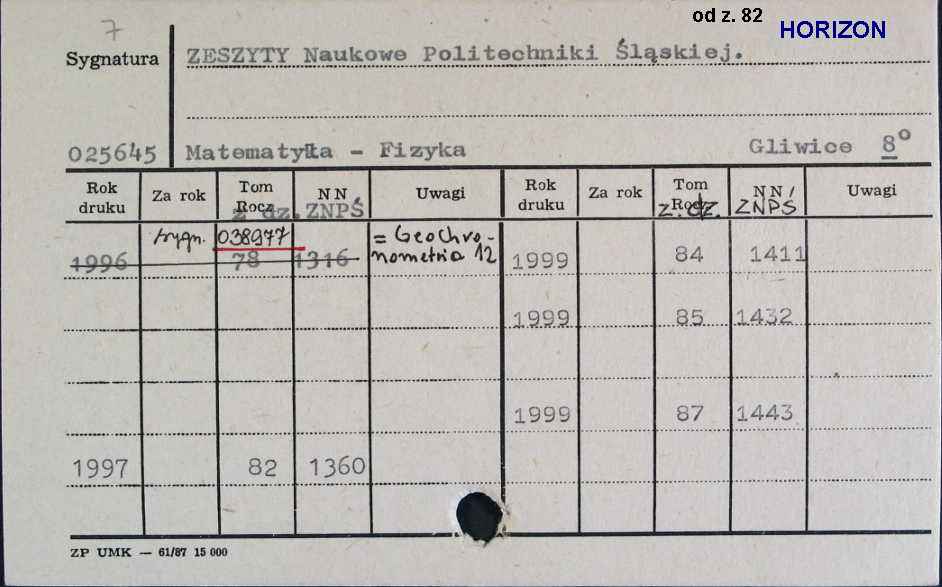 7
od z. 82
HORIZON
Sygnatura
ZESZYTY Naukowe Politechniki Śląskiej.
025645
Matematyka - Fizyka
Gliwice 8°
Rok druku Za rok Tom Rocz. NN Uwagi Rok druku Za rok Tom Rocz. NN Uwagi
z dz. ZNPŚ z. dz. ZNPS
sygn. 038977 = Geochro-
1996 78 1316 nometria 12 1999 84 1411
1999 85 1432
1999 87 1443
1997 82 1360
ZP UMK — 61/87 15 000